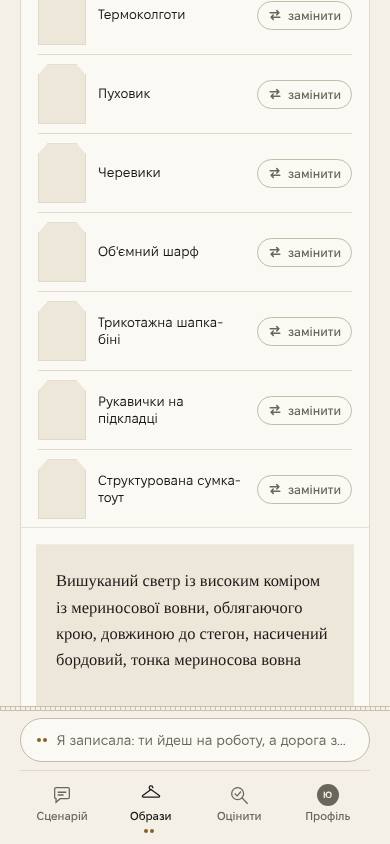 Термоколготи
замінити
Пуховик
замінити
Черевики
замінити
Об'ємний шарф
замінити
Трикотажна шапка-
біні
замінити
Рукавички на
підкладці
замінити
Структурована сумка-
тоут
замінити
Вишуканий светр із високим коміром
із мериносової вовни, облягаючого
крою, довжиною до стегон, насичений
бордовий, тонка мериносова вовна
Я записала: ти йдеш на роботу, а дорога з...
Сценарій
Образи
Оцінити
Ю
Профіль